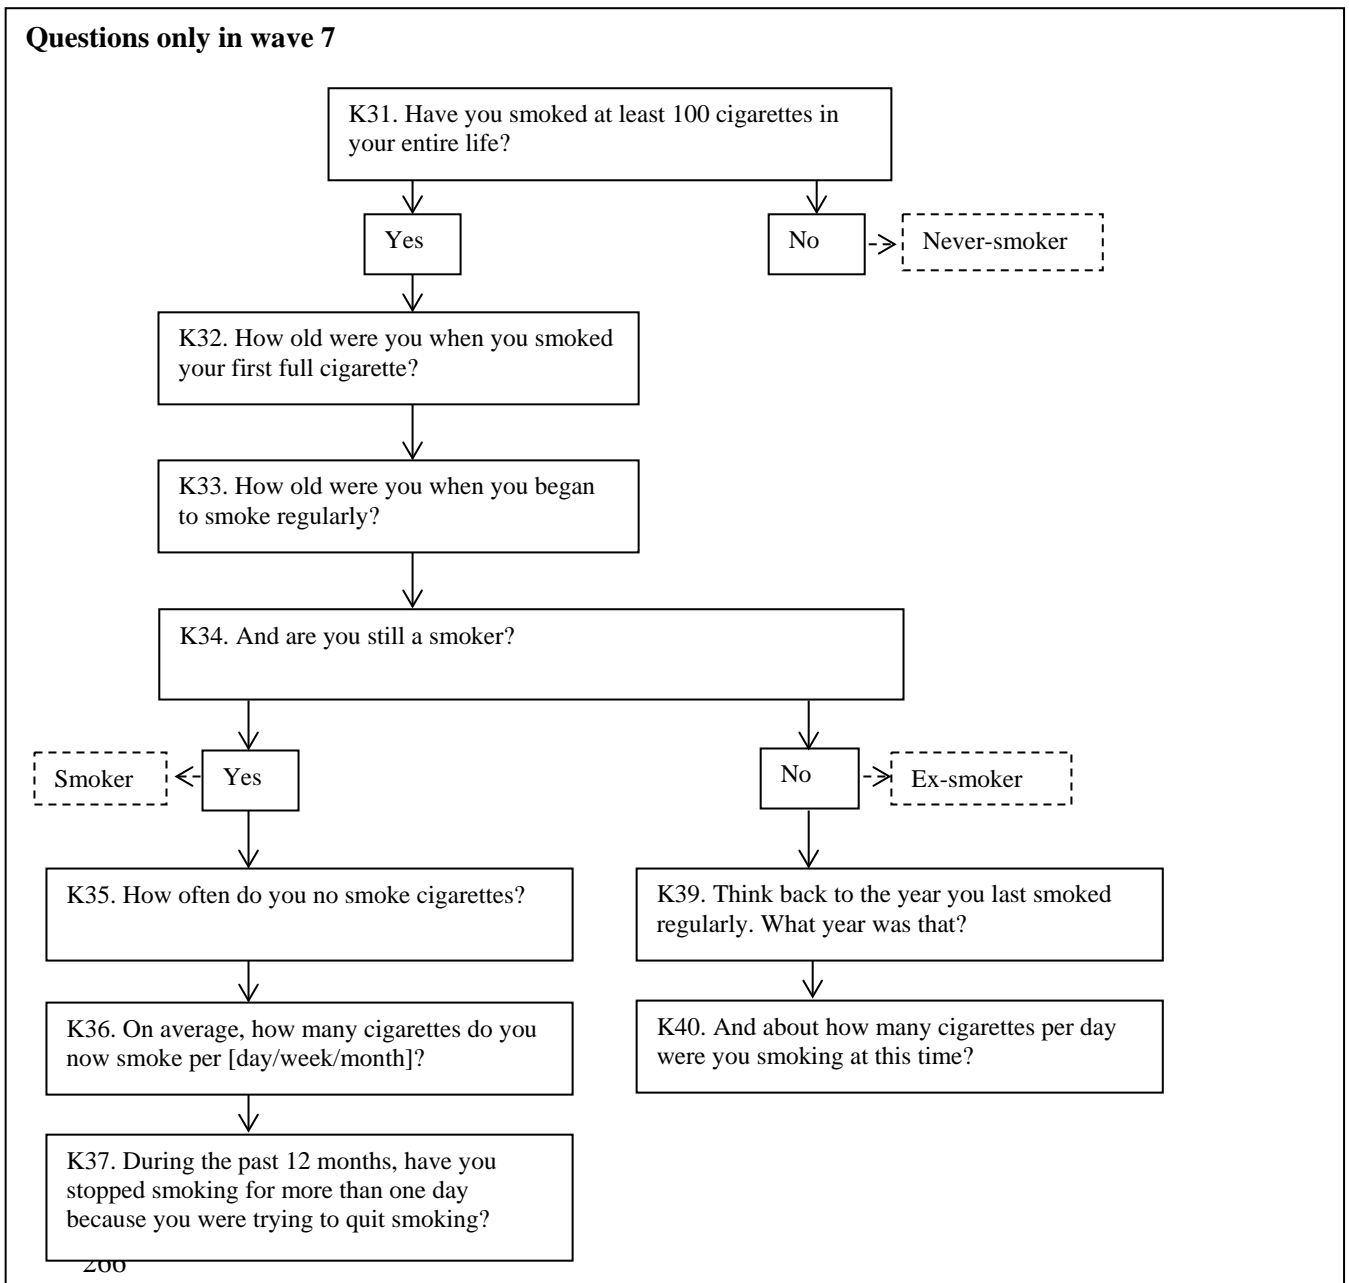 Questions only in wave 7
K31. Have you smoked at least 100 cigarettes in
your entire life?
Yes
No
Never-smoker
K32. How old were you when you smoked
your first full cigarette?
K33. How old were you when you began
to smoke regularly?
K34. And are you still a smoker?
Smoker
Yes
No
Ex-smoker
K35. How often do you no smoke cigarettes?
K39. Think back to the year you last smoked
regularly. What year was that?
K36. On average, how many cigarettes do you
now smoke per [day/week/month]?
K40. And about how many cigarettes per day
were you smoking at this time?
K37. During the past 12 months, have you
stopped smoking for more than one day
because you were trying to quit smoking?
266